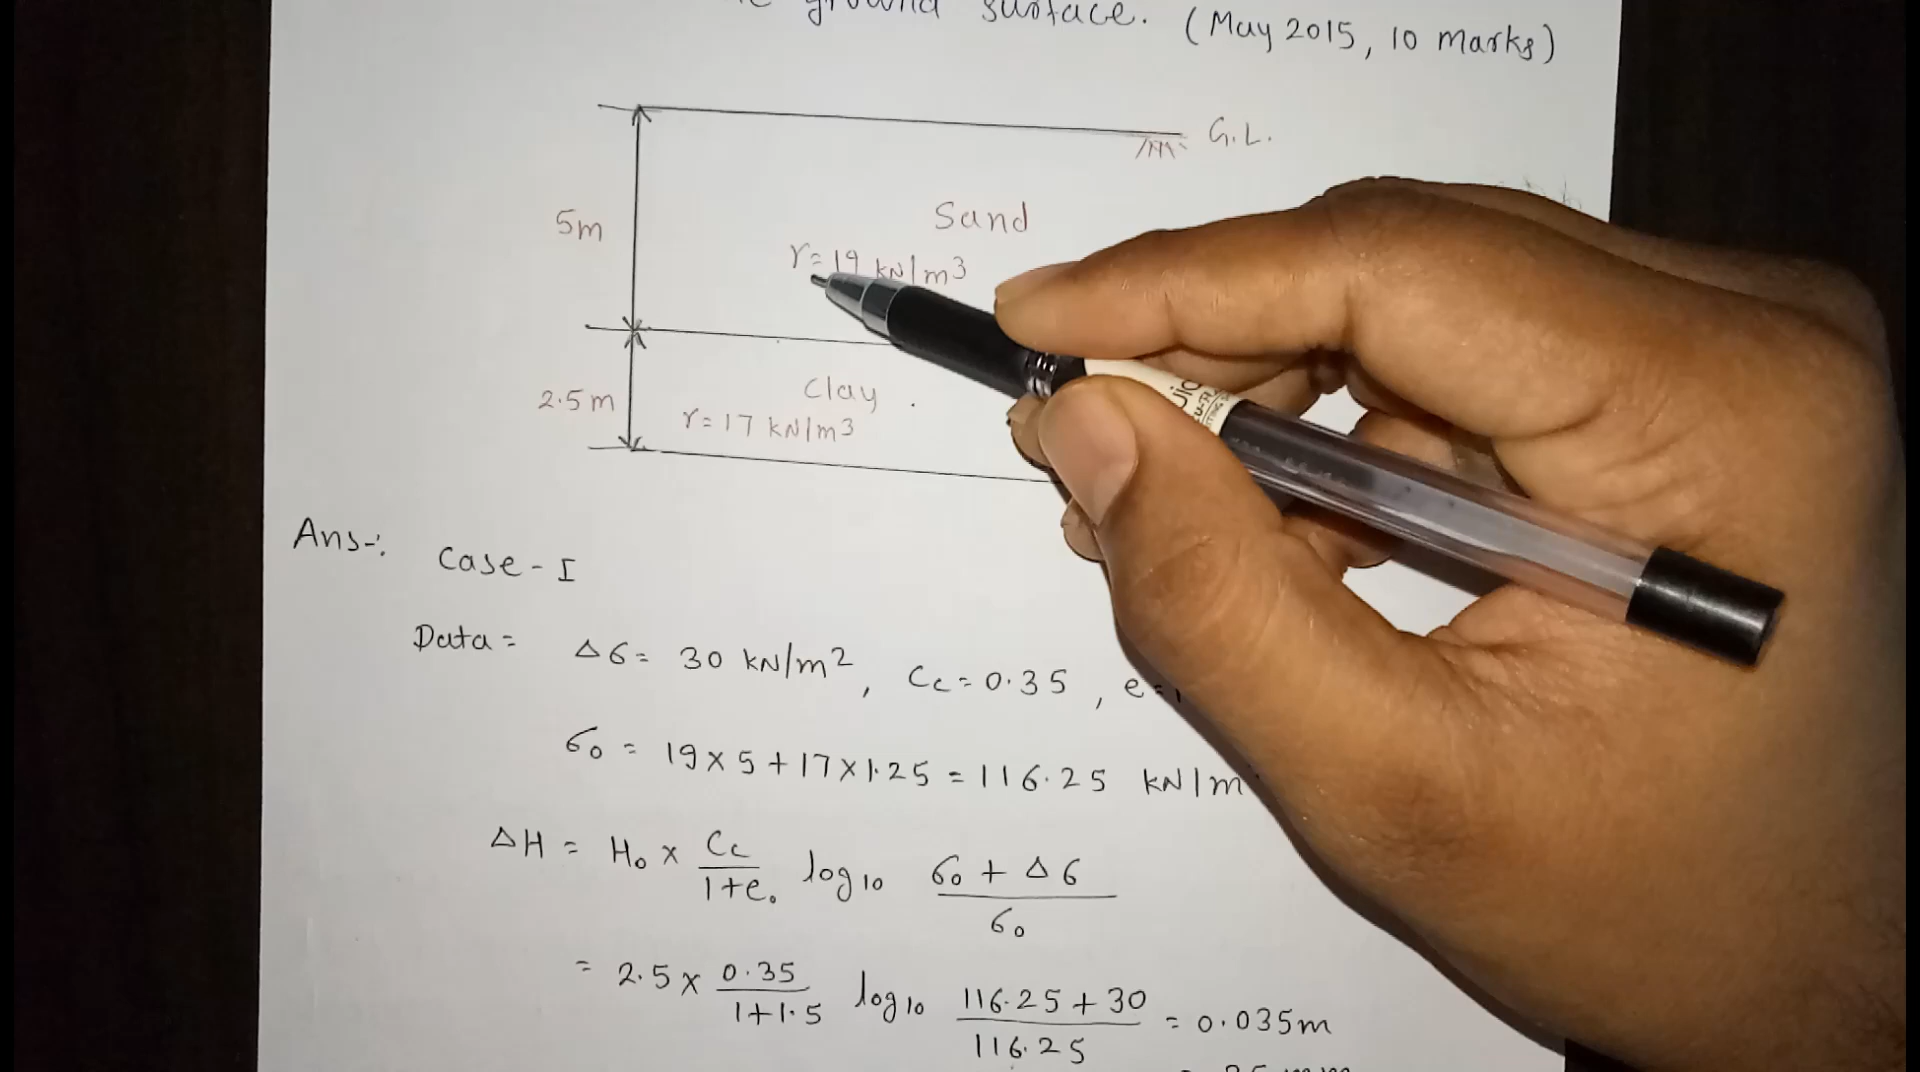 ground surface. (May 2015, 10 marks)
G.L.
5m
Sand
γ= 19 kN/m3
2.5m
Clay
γ= 17 kN/m3
Ans-:
Case-I
Data= Δσ= 30 kN/m2, Cc=0.35, e=1
σ0 = 19×5+17×1.25 = 116.25 kN/m
ΔH = H0 × Cc/1+e0 log10 σ0 + Δσ/σ0
= 2.5× 0.35/1+1.5 log10 116.25+30/116.25 = 0.035m